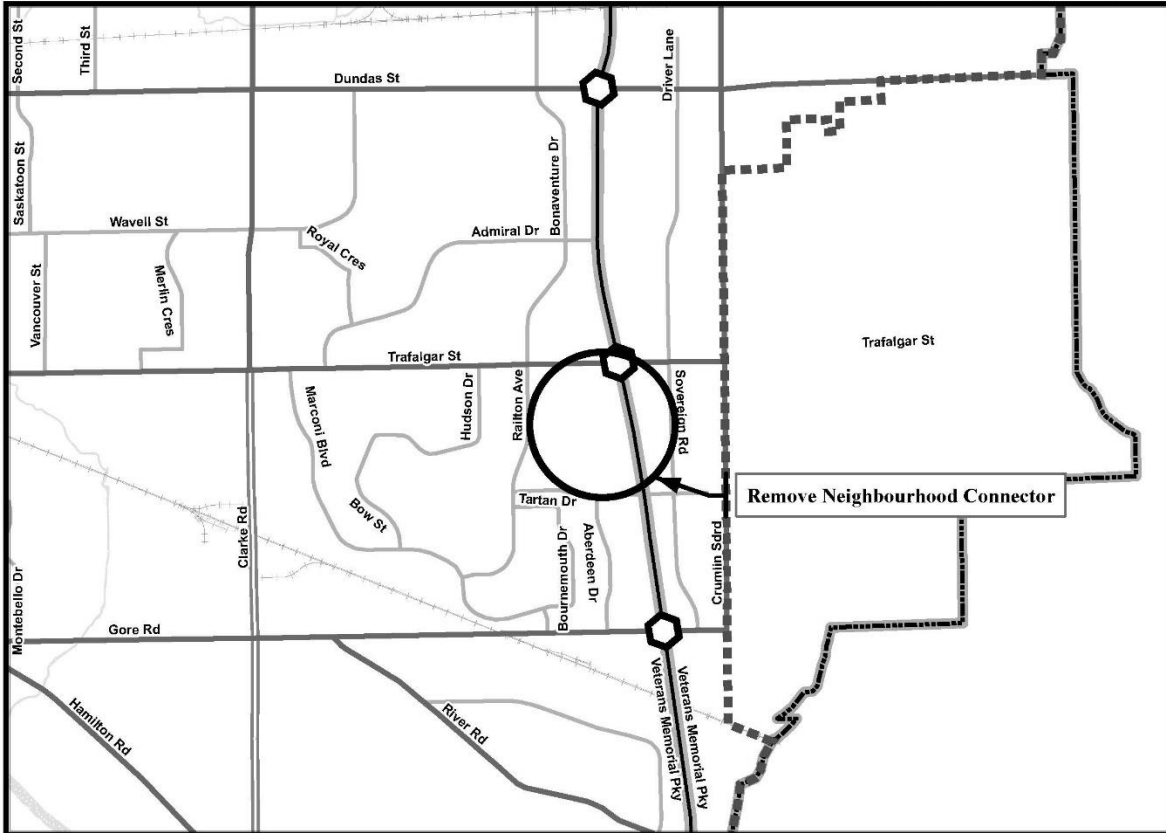 Second St
Third St
Driver Lane
Dundas St
Saskatoon St
Bonaventure Dr
Wavell St
Admiral Dr
Royal Cres
Vancouver St
Merlin Cres
Trafalgar St
Trafalgar St
Marconi Blvd
Hudson Dr
Railton Ave
Sovereign Rd
Remove Neighbourhood Connector
Tartan Dr
Bow St
Clarke Rd
Bournemouth Dr
Aberdeen Dr
Crumlin Sdrd
Montebello Dr
Gore Rd
Veterans Memorial Pky
Veterans Memorial Pky
Hamilton Rd
River Rd